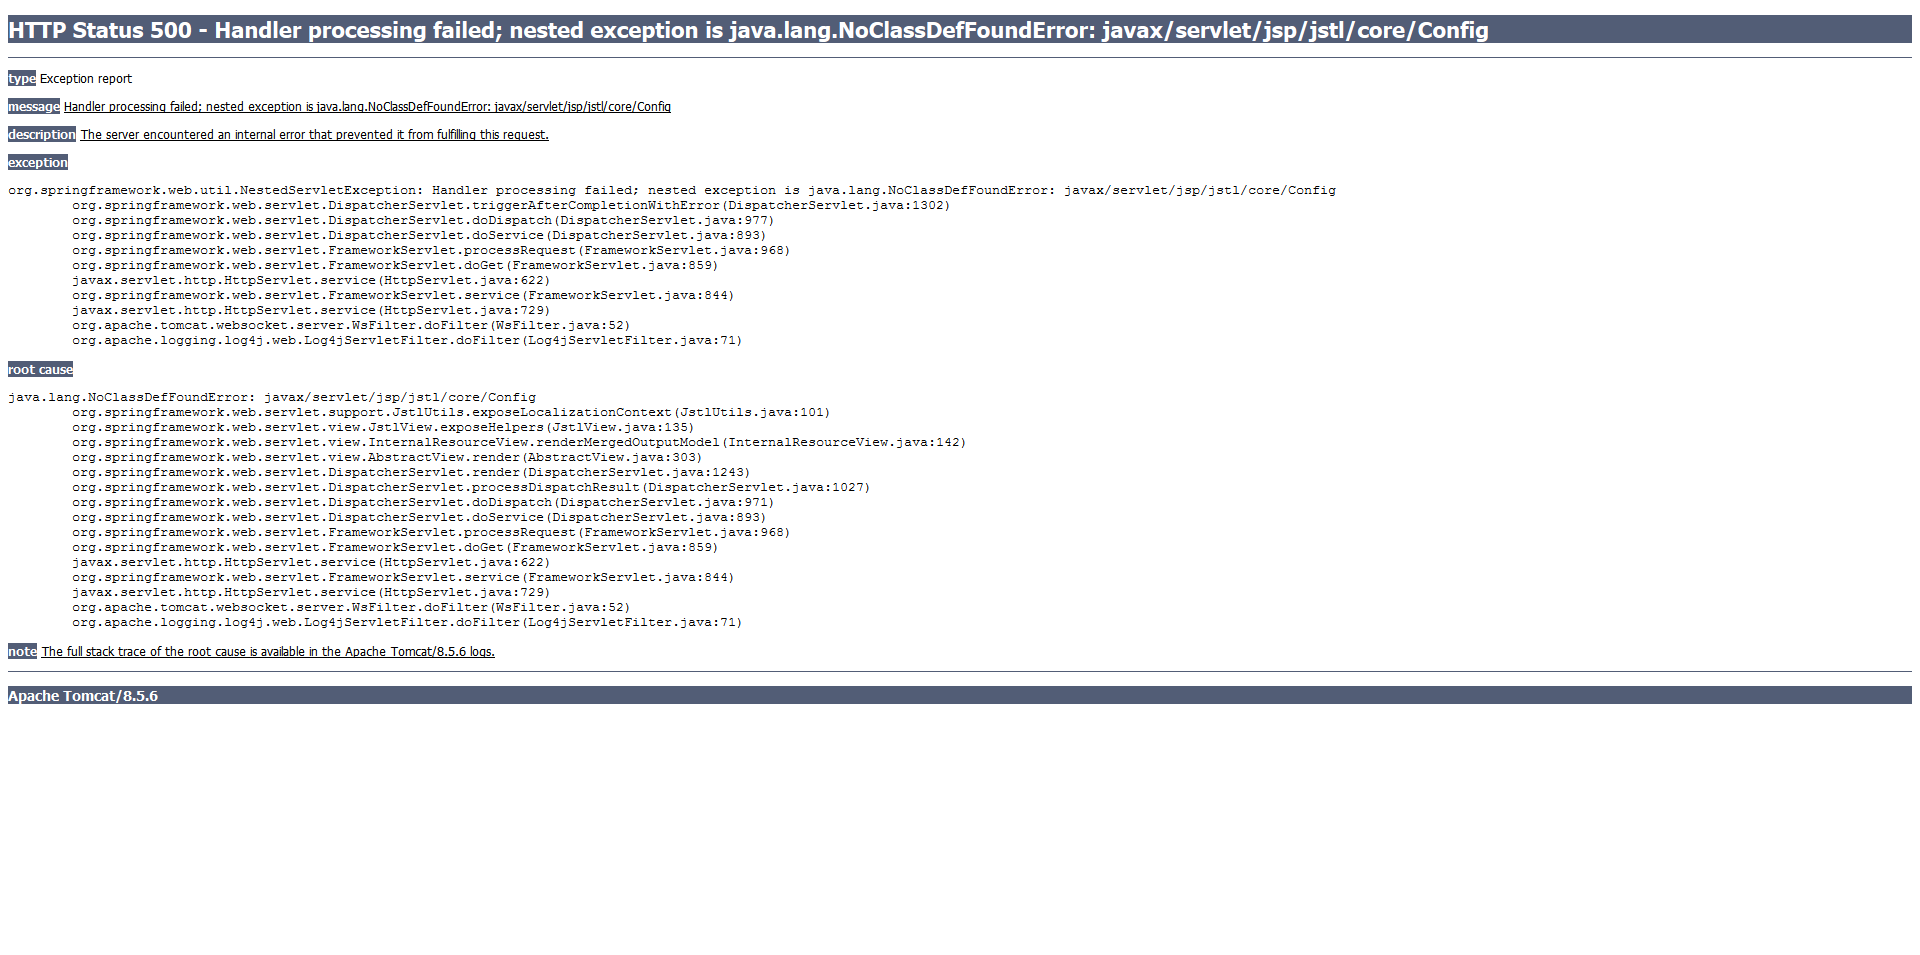 HTTP Status 500 - Handler processing failed; nested exception is java.lang.NoClassDefFoundError: javax/servlet/jsp/jstl/core/Config
type Exception report
message Handler processing failed; nested exception is java.lang.NoClassDefFoundError: javax/servlet/jsp/jstl/core/Config
description The server encountered an internal error that prevented it from fulfilling this request.
exception
org.springframework.web.util.NestedServletException: Handler processing failed; nested exception is java.lang.NoClassDefFoundError: javax/servlet/jsp/jstl/core/Config
org.springframework.web.servlet.DispatcherServlet.triggerAfterCompletionWithError(DispatcherServlet.java:1302)
org.springframework.web.servlet.DispatcherServlet.doDispatch(DispatcherServlet.java:977)
org.springframework.web.servlet.DispatcherServlet.doService(DispatcherServlet.java:893)
org.springframework.web.servlet.FrameworkServlet.processRequest(FrameworkServlet.java:968)
org.springframework.web.servlet.FrameworkServlet.doGet(FrameworkServlet.java:859)
javax.servlet.http.HttpServlet.service(HttpServlet.java:622)
org.springframework.web.servlet.FrameworkServlet.service(FrameworkServlet.java:844)
javax.servlet.http.HttpServlet.service(HttpServlet.java:729)
org.apache.tomcat.websocket.server.WsFilter.doFilter(WsFilter.java:52)
org.apache.logging.log4j.web.Log4jServletFilter.doFilter(Log4jServletFilter.java:71)
root cause
java.lang.NoClassDefFoundError: javax/servlet/jsp/jstl/core/Config
org.springframework.web.servlet.support.JstlUtils.exposeLocalizationContext(JstlUtils.java:101)
org.springframework.web.servlet.view.JstlView.exposeHelpers(JstlView.java:135)
org.springframework.web.servlet.view.InternalResourceView.renderMergedOutputModel(InternalResourceView.java:142)
org.springframework.web.servlet.view.AbstractView.render(AbstractView.java:303)
org.springframework.web.servlet.DispatcherServlet.render(DispatcherServlet.java:1243)
org.springframework.web.servlet.DispatcherServlet.processDispatchResult(DispatcherServlet.java:1027)
org.springframework.web.servlet.DispatcherServlet.doDispatch(DispatcherServlet.java:971)
org.springframework.web.servlet.DispatcherServlet.doService(DispatcherServlet.java:893)
org.springframework.web.servlet.FrameworkServlet.processRequest(FrameworkServlet.java:968)
org.springframework.web.servlet.FrameworkServlet.doGet(FrameworkServlet.java:859)
javax.servlet.http.HttpServlet.service(HttpServlet.java:622)
org.springframework.web.servlet.FrameworkServlet.service(FrameworkServlet.java:844)
javax.servlet.http.HttpServlet.service(HttpServlet.java:729)
org.apache.tomcat.websocket.server.WsFilter.doFilter(WsFilter.java:52)
org.apache.logging.log4j.web.Log4jServletFilter.doFilter(Log4jServletFilter.java:71)
note The full stack trace of the root cause is available in the Apache Tomcat/8.5.6 logs.
Apache Tomcat/8.5.6